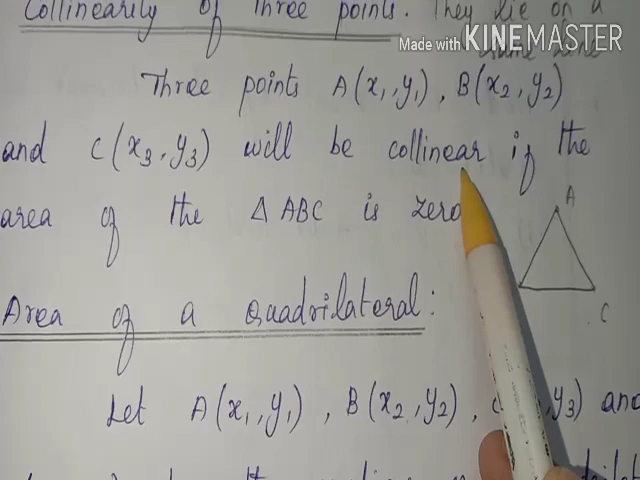 Collinearity of Three points. They lie on a
Made with KINEMASTER
same line
Three points A(x₁, y₁), B(x₂, y₂)
and C(x₃, y₃) will be collinear if the
area of the Δ ABC is zero
A
C
Area of a Quadrilateral:
Let A(x₁, y₁), B(x₂, y₂), y₃) and